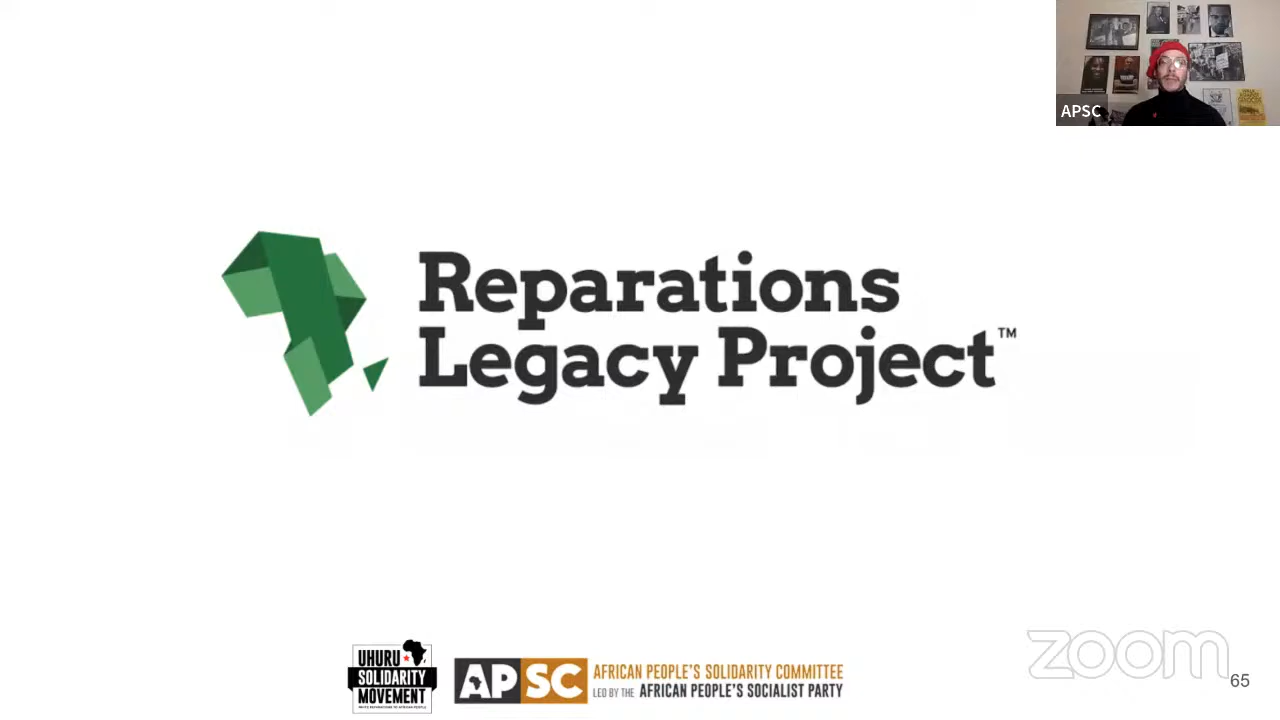 APSC
Reparations
Legacy Project™
UHURU
SOLIDARITY
MOVEMENT
APSC
AFRICAN PEOPLE'S SOLIDARITY COMMITTEE
LED BY THE AFRICAN PEOPLE'S SOCIALIST PARTY
zoom
65